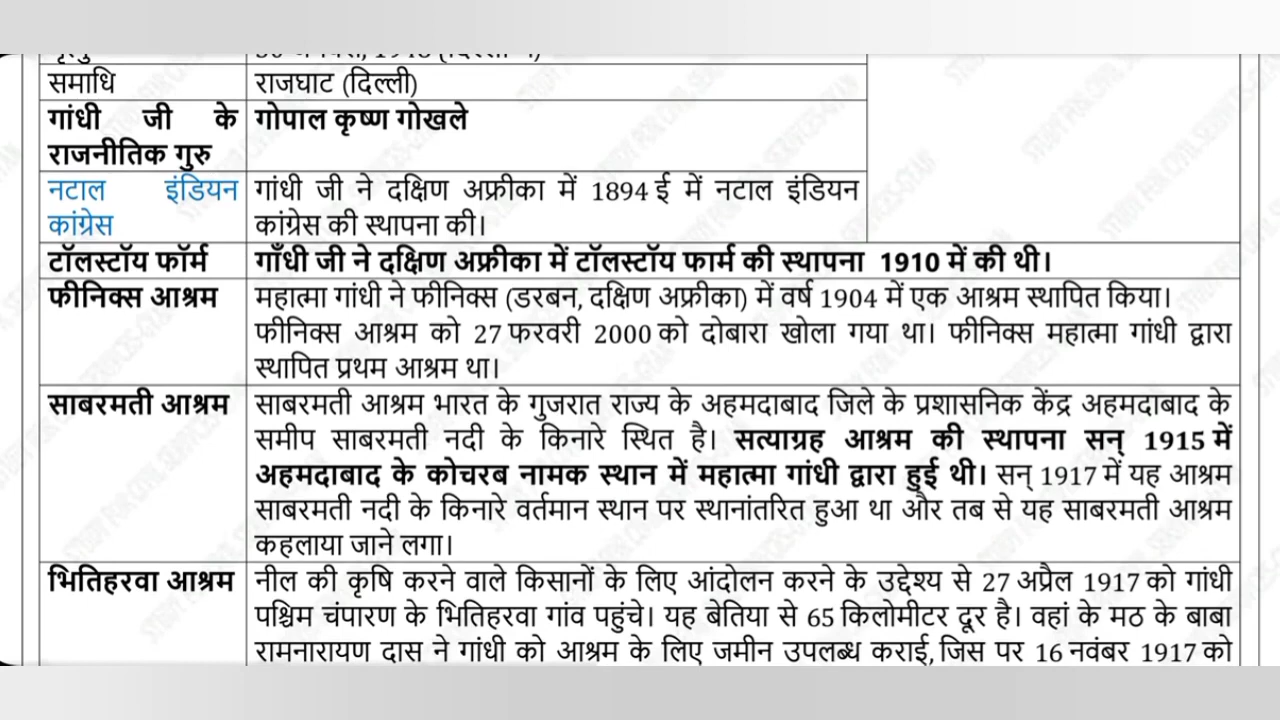 समाधि राजघाट (दिल्ली)
गांधी जी के गोपाल कृष्ण गोखले
राजनीतिक गुरु
नटाल इंडियन गांधी जी ने दक्षिण अफ्रीका में 1894 ई में नटाल इंडियन
कांग्रेस कांग्रेस की स्थापना की।
टॉलस्टॉय फॉर्म गाँधी जी ने दक्षिण अफ्रीका में टॉलस्टॉय फार्म की स्थापना 1910 में की थी।
फीनिक्स आश्रम महात्मा गांधी ने फीनिक्स (डरबन, दक्षिण अफ्रीका) में वर्ष 1904 में एक आश्रम स्थापित किया।
फीनिक्स आश्रम को 27 फरवरी 2000 को दोबारा खोला गया था। फीनिक्स महात्मा गांधी द्वारा
स्थापित प्रथम आश्रम था।
साबरमती आश्रम साबरमती आश्रम भारत के गुजरात राज्य के अहमदाबाद जिले के प्रशासनिक केंद्र अहमदाबाद के
समीप साबरमती नदी के किनारे स्थित है। सत्याग्रह आश्रम की स्थापना सन् 1915 में
अहमदाबाद के कोचरब नामक स्थान में महात्मा गांधी द्वारा हुई थी। सन् 1917 में यह आश्रम
साबरमती नदी के किनारे वर्तमान स्थान पर स्थानांतरित हुआ था और तब से यह साबरमती आश्रम
कहलाया जाने लगा।
भितिहरवा आश्रम नील की कृषि करने वाले किसानों के लिए आंदोलन करने के उद्देश्य से 27 अप्रैल 1917 को गांधी
पश्चिम चंपारण के भितिहरवा गांव पहुंचे। यह बेतिया से 65 किलोमीटर दूर है। वहां के मठ के बाबा
रामनारायण दास ने गांधी को आश्रम के लिए जमीन उपलब्ध कराई, जिस पर 16 नवंबर 1917 को